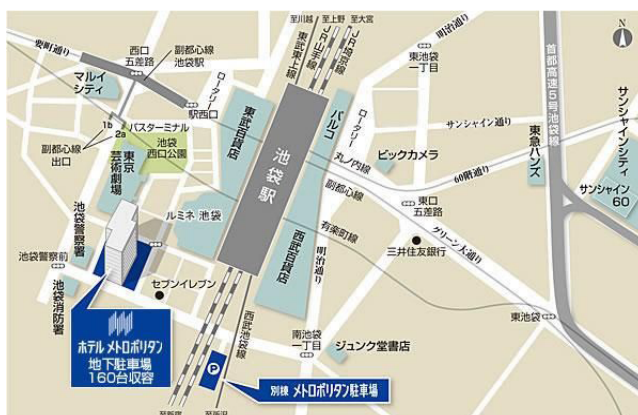 至川越
至上野
至大宮
東武東上線
JR山手線
JR埼京線
明治通り
N
要町通り
西口
五差路
副都心線
池袋駅
マルイ
シティ
ロータリー
駅西口
東池袋
一丁目
首都高速5号池袋線
1b
2a
バスターミナル
池袋
西口公園
東武百貨店
パルコ
ロータリー
サンシャイン通り
サンシャインシティ
副都心線
出口
東京
芸術劇場
池袋駅
丸ノ内線
ビックカメラ
東急ハンズ
60階通り
サンシャイン
60
副都心線
東口
五差路
ルミネ 池袋
有楽町線
西武百貨店
明治通り
グリーン大通り
三井住友銀行
池袋警察署
池袋警察前
セブンイレブン
池袋消防署
東池袋
ホテル メトロポリタン
地下駐車場
160台収容
西武池袋線
南池袋
一丁目
ジュンク堂書店
P
別棟 メトロポリタン駐車場